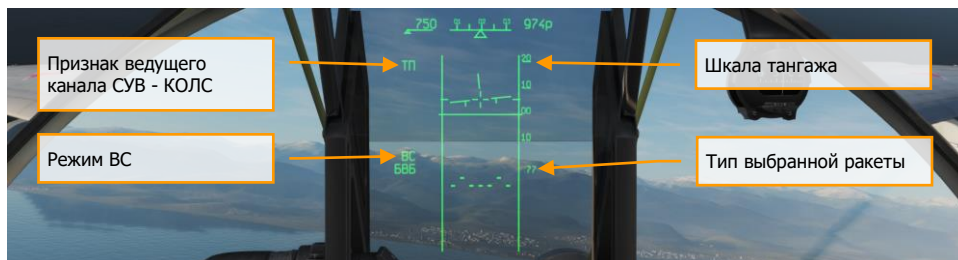 750 974р
Признак ведущего
канала СУВ - КОЛС
ТП
20
Шкала тангажа
10
00
10
Режим ВС
ВС
БВБ
77
Тип выбранной ракеты